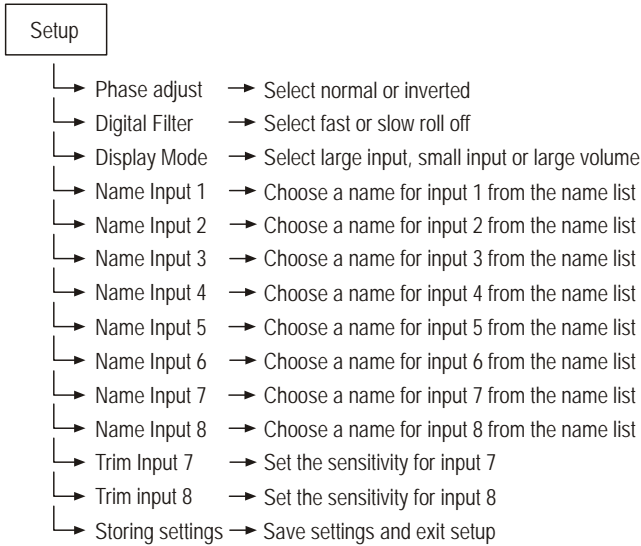 Setup
Phase adjust Select normal or inverted
Digital Filter Select fast or slow roll off
Display Mode Select large input, small input or large volume
Name Input 1 Choose a name for input 1 from the name list
Name Input 2 Choose a name for input 2 from the name list
Name Input 3 Choose a name for input 3 from the name list
Name Input 4 Choose a name for input 4 from the name list
Name Input 5 Choose a name for input 5 from the name list
Name Input 6 Choose a name for input 6 from the name list
Name Input 7 Choose a name for input 7 from the name list
Name Input 8 Choose a name for input 8 from the name list
Trim Input 7 Set the sensitivity for input 7
Trim input 8 Set the sensitivity for input 8
Storing settings Save settings and exit setup